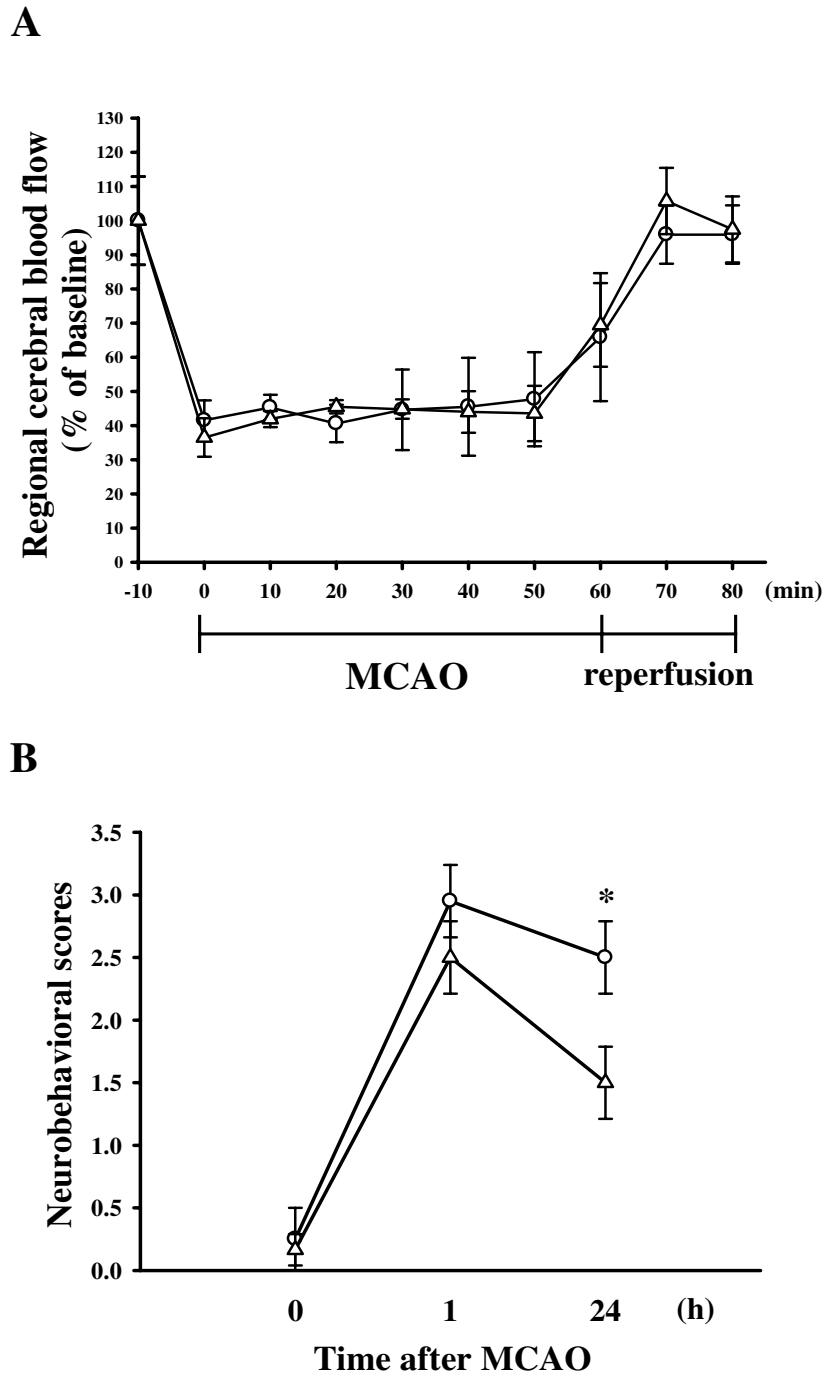 A
Regional cerebral blood flow
(% of baseline)
130
120
110
100
90
80
70
60
50
40
30
20
10
0
-10 0 10 20 30 40 50 60 70 80 (min)
MCAO reperfusion
B
Neurobehavioral scores
3.5
3.0
2.5
2.0
1.5
1.0
0.5
0.0
*
0 1 24 (h)
Time after MCAO